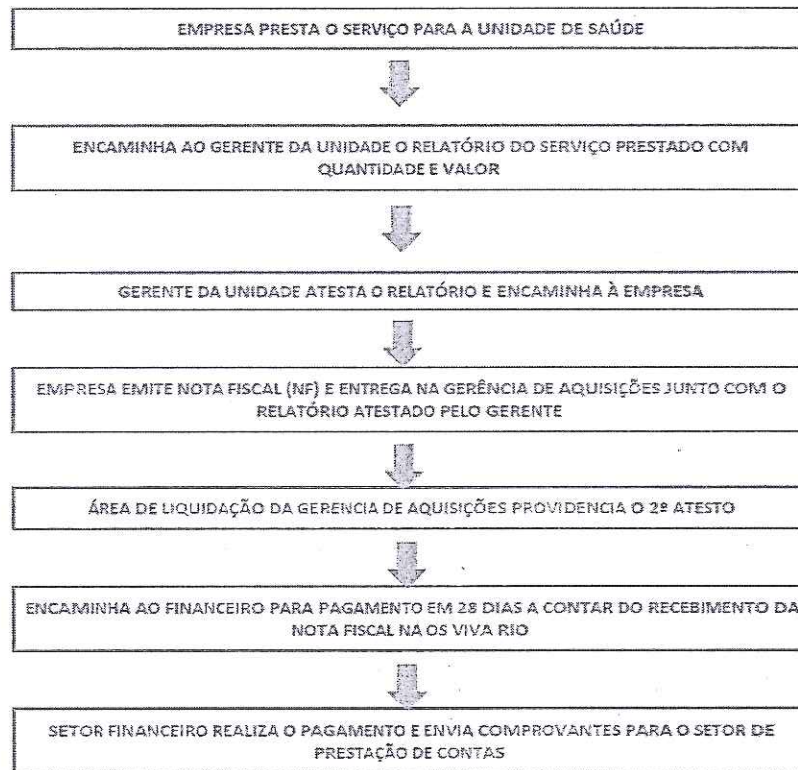 EMPRESA PRESTA O SERVIÇO PARA A UNIDADE DE SAÚDE
ENCAMINHA AO GERENTE DA UNIDADE O RELATÓRIO DO SERVIÇO PRESTADO COM
QUANTIDADE E VALOR
GERENTE DA UNIDADE ATESTA O RELATÓRIO E ENCAMINHA À EMPRESA
EMPRESA EMITE NOTA FISCAL (NF) E ENTREGA NA GERÊNCIA DE AQUISIÇÕES JUNTO COM O
RELATÓRIO ATESTADO PELO GERENTE
ÁREA DE LIQUIDAÇÃO DA GERENCIA DE AQUISIÇÕES PROVIDENCIA O 2º ATESTO
ENCAMINHA AO FINANCEIRO PARA PAGAMENTO EM 28 DIAS A CONTAR DO RECEBIMENTO DA
NOTA FISCAL NA OS VIVA RIO
SETOR FINANCEIRO REALIZA O PAGAMENTO E ENVIA COMPROVANTES PARA O SETOR DE
PRESTAÇÃO DE CONTAS